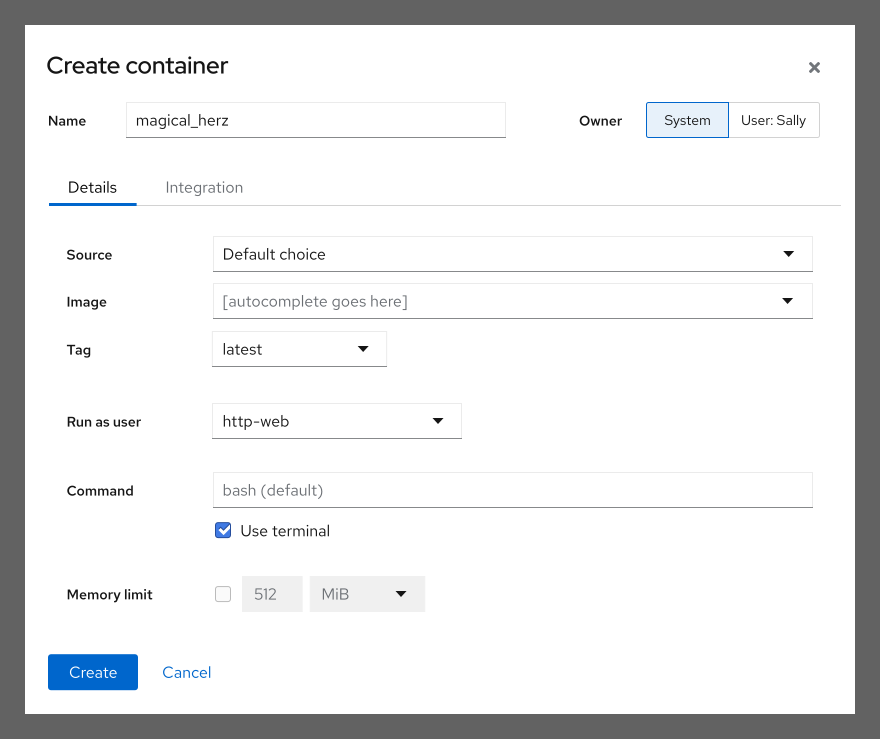 Create container
Name magical_herz Owner System User: Sally
Details Integration
Source Default choice
Image [autocomplete goes here]
Tag latest
Run as user http-web
Command bash (default)
Use terminal
Memory limit 512 MiB
Create Cancel